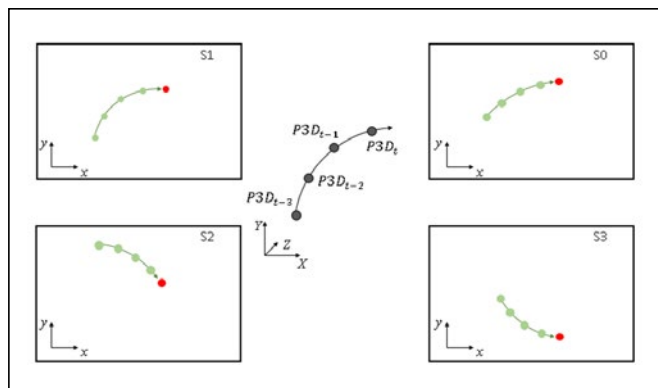 S1
y
x
S0
y
x
P3D_{t-1}
P3D_t
P3D_{t-2}
P3D_{t-3}
Y
Z
X
S2
y
x
S3
y
x